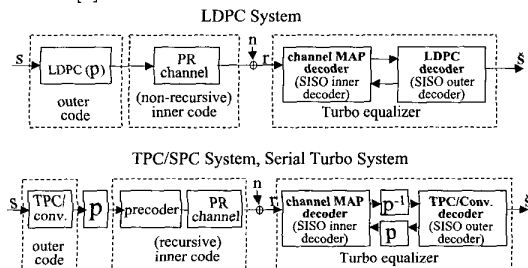 LDPC System
s
LDPC (p)
PR
channel
n
r
channel MAP
decoder
(SISO inner
decoder)
LDPC
decoder
(SISO outer
decoder)
ŝ
outer
code
(non-recursive)
inner code
Turbo equalizer
TPC/SPC System, Serial Turbo System
s
TPC/
conv.
p
precoder
PR
channel
n
r
channel MAP
decoder
(SISO inner
decoder)
p-1
p
TPC/Conv.
decoder
(SISO outer
decoder)
ŝ
outer
code
(recursive)
inner code
Turbo equalizer